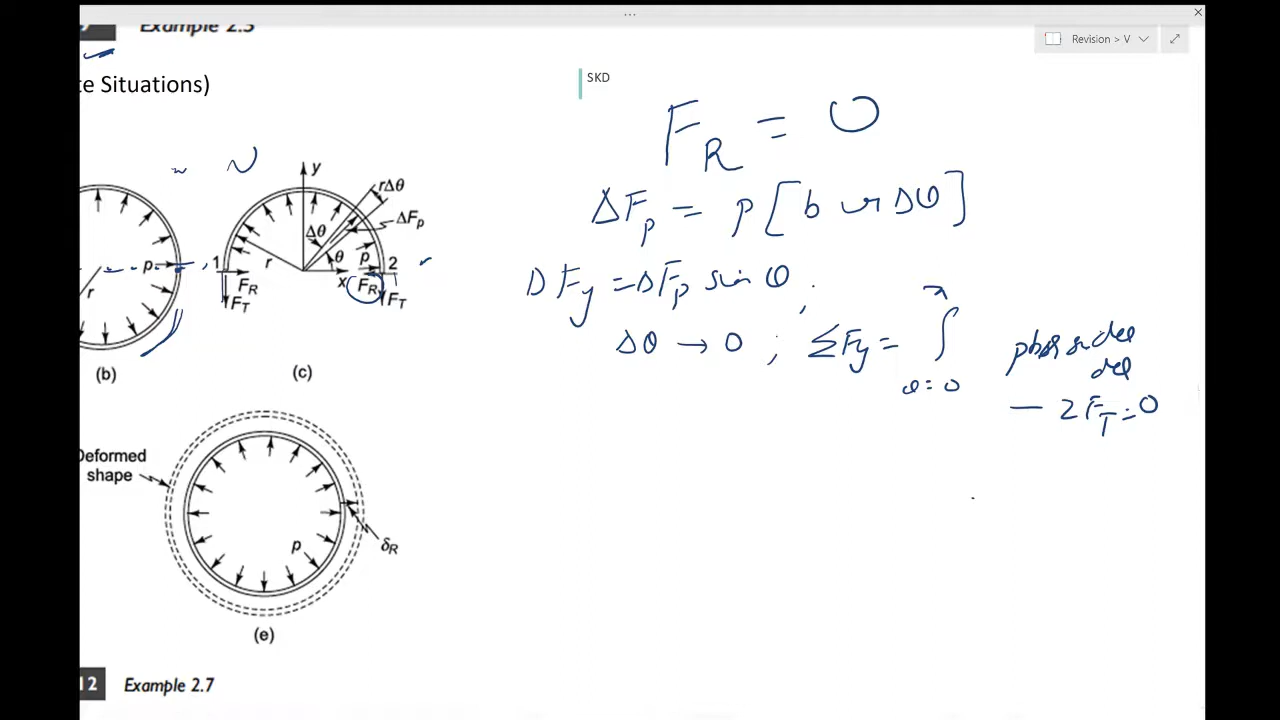 Example 2.5
Revision > V
SKD
te Situations)
F_R = 0
ΔF_p = p [ b r Δθ ]
ΔF_y = ΔF_p sin θ ;
Δθ → 0 ; ΣF_y = ∫
π
θ = 0
dθ
− 2F_T = 0
y
rΔθ
ΔF_p
Δθ
θ
p
r
1
2
x
F_R
F_T
F_R
F_T
p
r
(b)
(c)
Deformed
shape
p
δ_R
(e)
12 Example 2.7